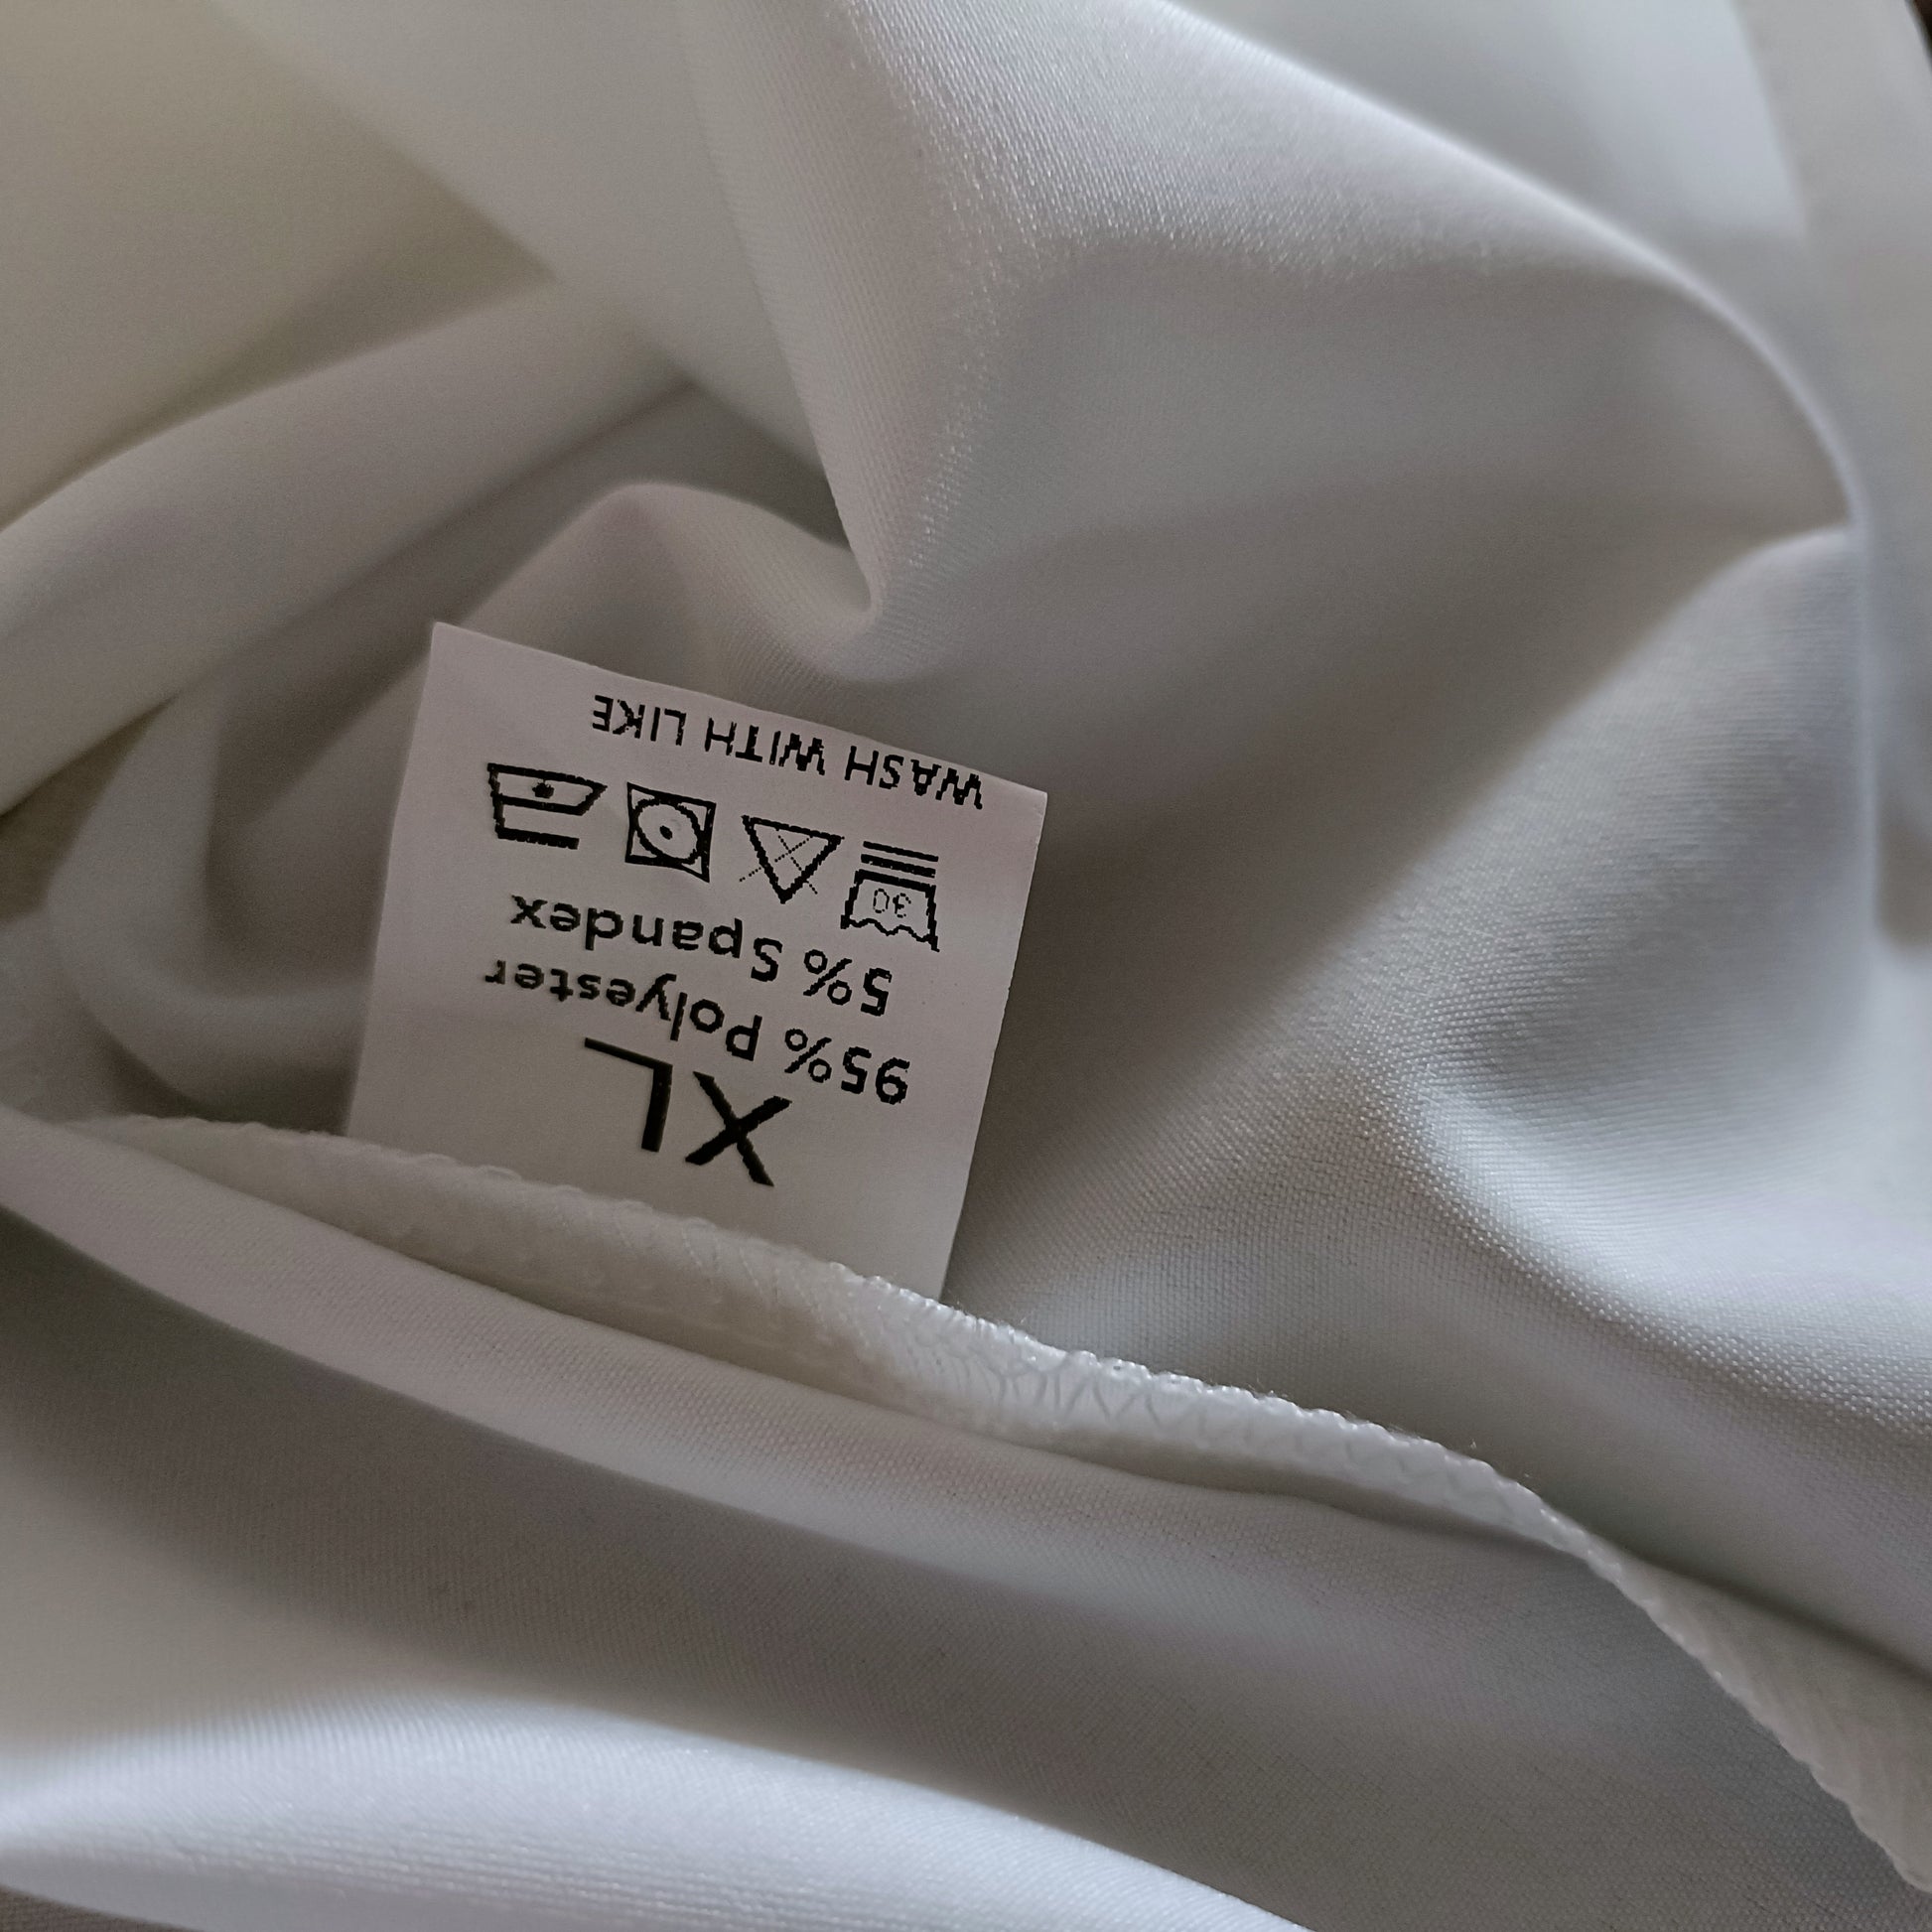 XL
95% Polyester
5% Spandex
30
WASH WITH LIKE